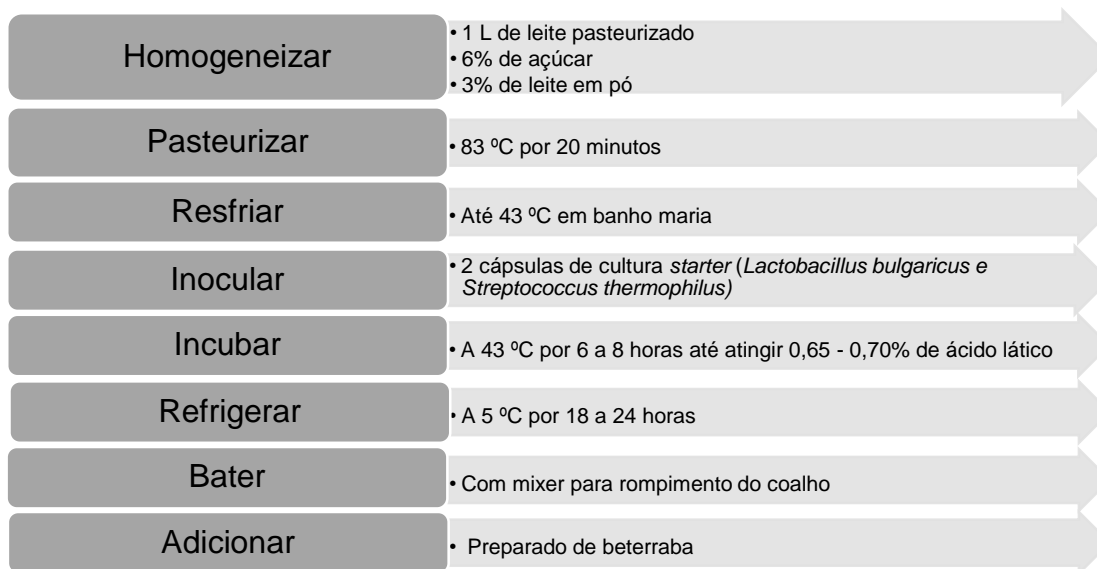 Homogeneizar
• 1 L de leite pasteurizado
• 6% de açúcar
• 3% de leite em pó
Pasteurizar
• 83 ºC por 20 minutos
Resfriar
• Até 43 ºC em banho maria
Inocular
• 2 cápsulas de cultura starter (Lactobacillus bulgaricus e
Streptococcus thermophilus)
Incubar
• A 43 ºC por 6 a 8 horas até atingir 0,65 - 0,70% de ácido lático
Refrigerar
• A 5 ºC por 18 a 24 horas
Bater
• Com mixer para rompimento do coalho
Adicionar
• Preparado de beterraba